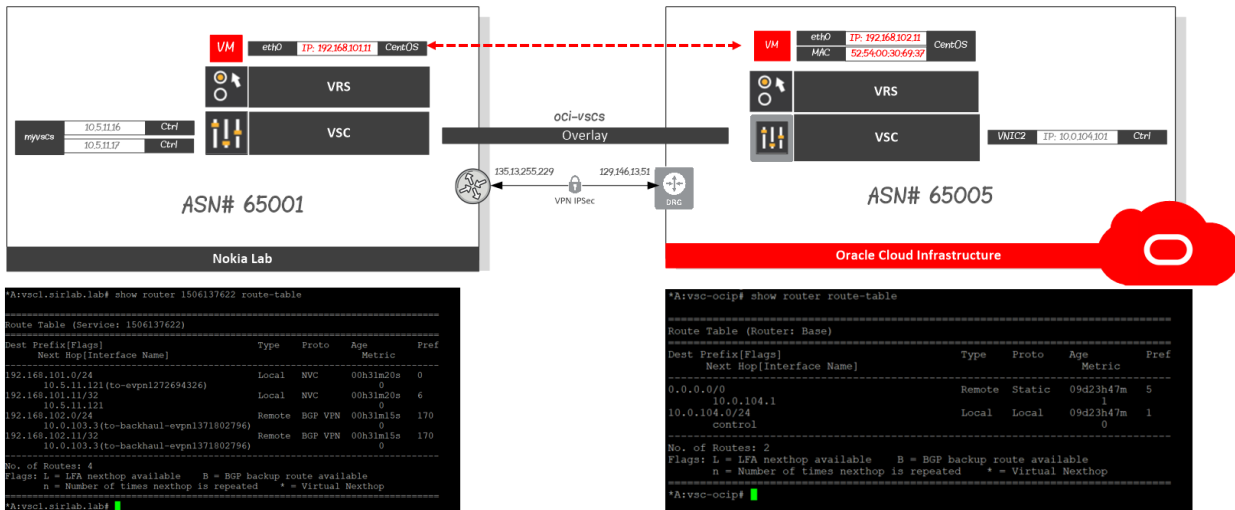 VM eth0 IP: 192.168.101.11 CentOS
VRS
myvscs 10.5.11.16 Ctrl
10.5.11.17 Ctrl
VSC
ASN# 65001
Nokia Lab
oci-vscs
Overlay
135.13.255.229 129.146.13.51
VPN IPSec
DRG
VM eth0 IP: 192.168.102.11 CentOS
MAC 52:54:00:30:69:37
VRS
VSC
VNIC2 IP: 10.0.104.101 Ctrl
ASN# 65005
Oracle Cloud Infrastructure
*A:vsc1.sirlab.lab# show router 1506137622 route-table
===============================================================================
Route Table (Service: 1506137622)
===============================================================================
Dest Prefix[Flags] Type Proto Age Pref
Next Hop[Interface Name] Metric
-------------------------------------------------------------------------------
192.168.101.0/24 Local NVC 00h31m20s 0
10.5.11.121(to-evpn1272694326) 0
192.168.101.11/32 Local NVC 00h31m20s 6
10.5.11.121 0
192.168.102.0/24 Remote BGP VPN 00h31m15s 170
10.0.103.3(to-backhaul-evpn1371802796) 0
192.168.102.11/32 Remote BGP VPN 00h31m15s 170
10.0.103.3(to-backhaul-evpn1371802796) 0
-------------------------------------------------------------------------------
No. of Routes: 4
Flags: L = LFA nexthop available B = BGP backup route available
n = Number of times nexthop is repeated * = Virtual Nexthop
===============================================================================
*A:vsc1.sirlab.lab#
*A:vsc-ocip# show router route-table
===============================================================================
Route Table (Router: Base)
===============================================================================
Dest Prefix[Flags] Type Proto Age Pref
Next Hop[Interface Name] Metric
-------------------------------------------------------------------------------
0.0.0.0/0 Remote Static 09d23h47m 5
10.0.104.1 1
10.0.104.0/24 Local Local 09d23h47m 1
control 0
-------------------------------------------------------------------------------
No. of Routes: 2
Flags: L = LFA nexthop available B = BGP backup route available
n = Number of times nexthop is repeated * = Virtual Nexthop
===============================================================================
*A:vsc-ocip#